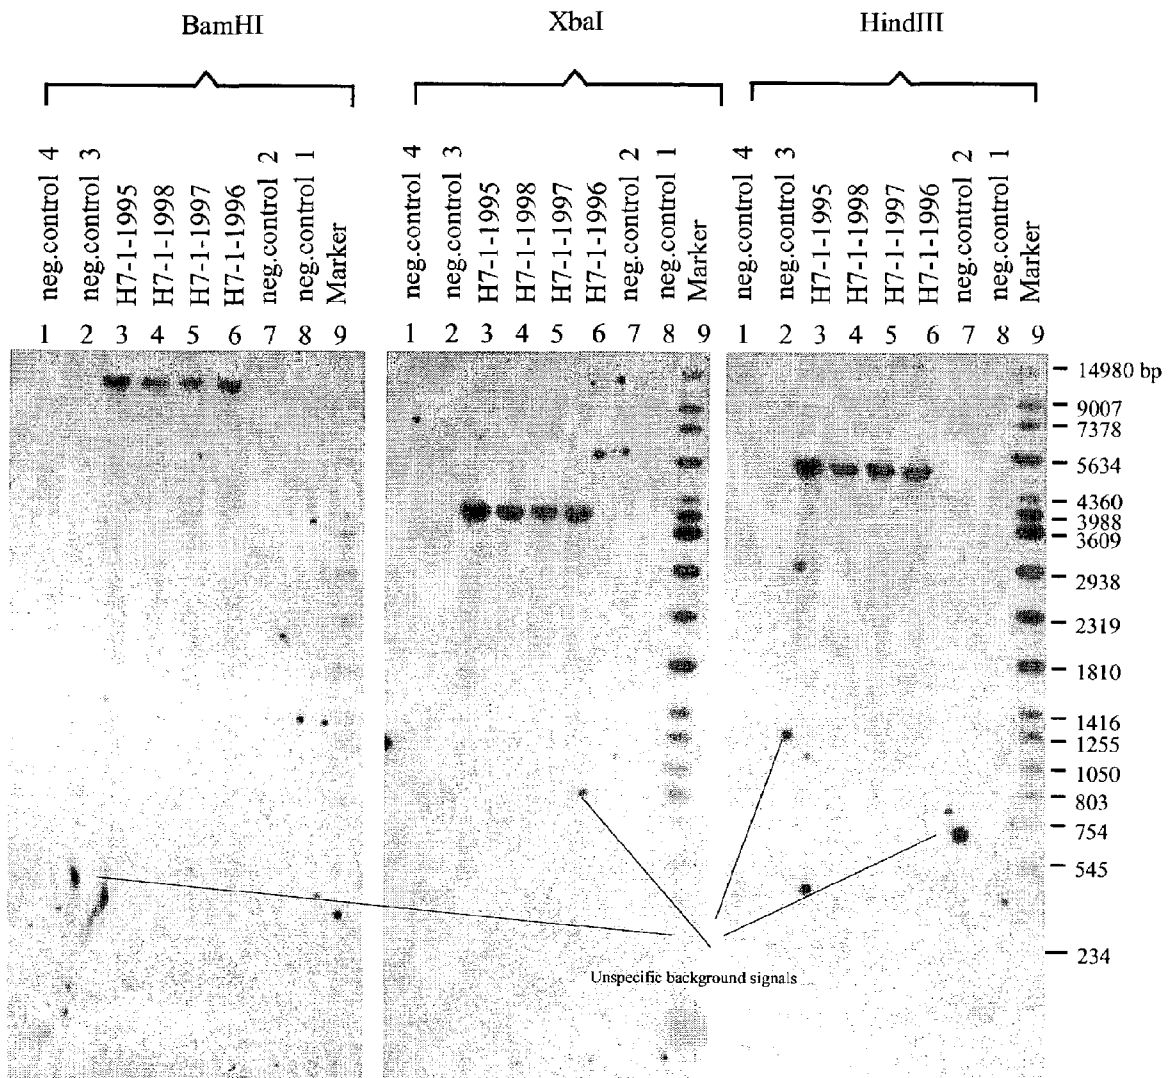 BamHI
XbaI
HindIII
neg.control 4
neg.control 3
H7-1-1995
H7-1-1998
H7-1-1997
H7-1-1996
neg.control 2
neg.control 1
Marker
neg.control 4
neg.control 3
H7-1-1995
H7-1-1998
H7-1-1997
H7-1-1996
neg.control 2
neg.control 1
Marker
neg.control 4
neg.control 3
H7-1-1995
H7-1-1998
H7-1-1997
H7-1-1996
neg.control 2
neg.control 1
Marker
1 2 3 4 5 6 7 8 9
1 2 3 4 5 6 7 8 9
1 2 3 4 5 6 7 8 9
14980 bp
9007
7378
5634
4360
3988
3609
2938
2319
1810
1416
1255
1050
803
754
545
234
Unspecific background signals